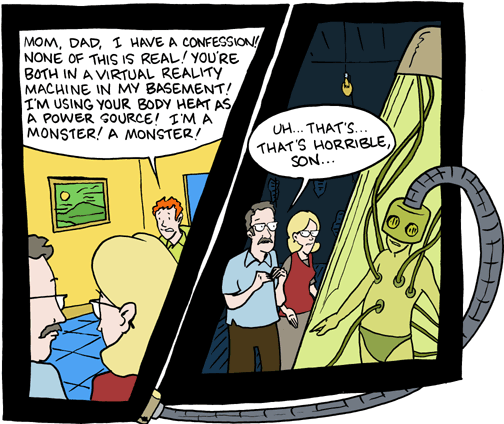 MOM, DAD, I HAVE A CONFESSION!
NONE OF THIS IS REAL! YOU'RE
BOTH IN A VIRTUAL REALITY
MACHINE IN MY BASEMENT!
I'M USING YOUR BODY HEAT AS
A POWER SOURCE! I'M A
MONSTER! A MONSTER!
UH... THAT'S...
THAT'S HORRIBLE,
SON...